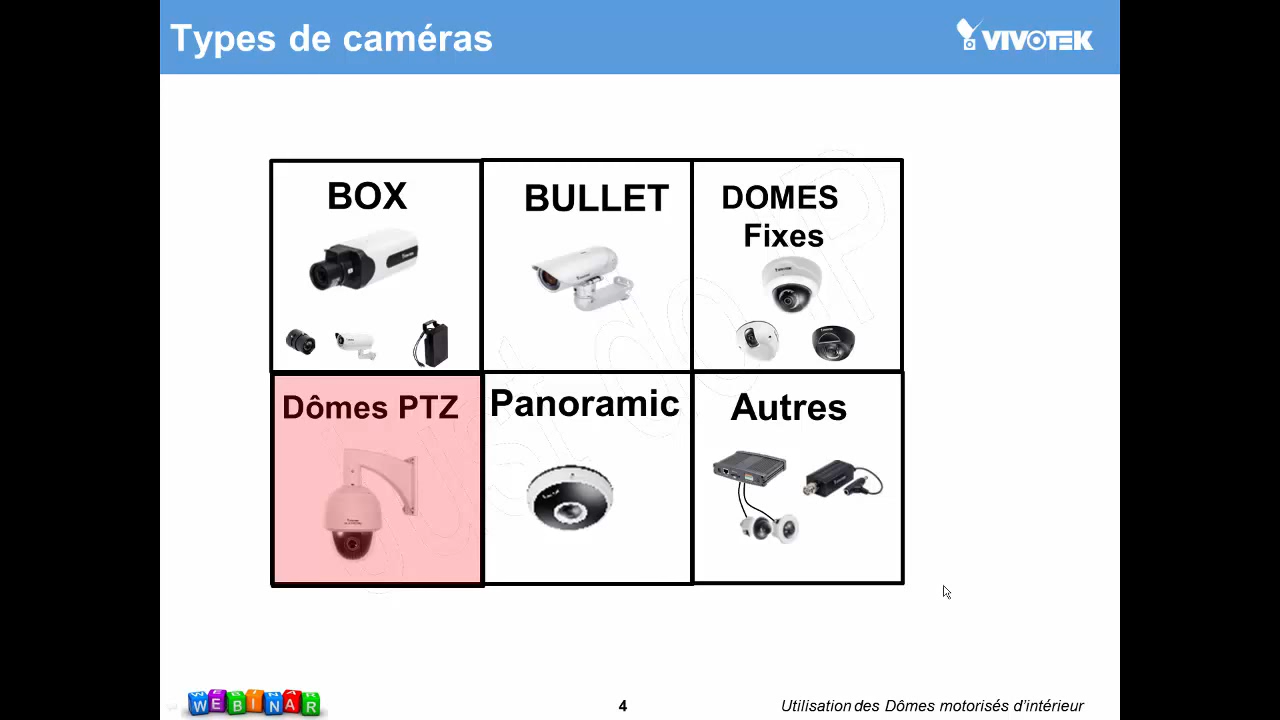 Types de caméras
VIVOTEK
BOX
BULLET
DOMES
Fixes
Dômes PTZ
Panoramic
Autres
WEBINAR
4
Utilisation des Dômes motorisés d'intérieur